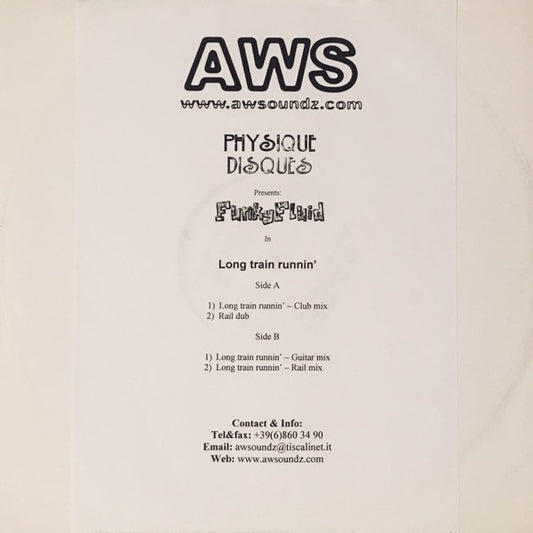 AWS
www.awsoundz.com
PHYSIQUE
DISQUES
Presents:
FunkyFluid
In
Long train runnin'
Side A
1) Long train runnin' – Club mix
2) Rail dub
Side B
1) Long train runnin' – Guitar mix
2) Long train runnin' – Rail mix
Contact & Info:
Tel&fax: +39(6)860 34 90
Email: awsoundz@tiscalinet.it
Web: www.awsoundz.com